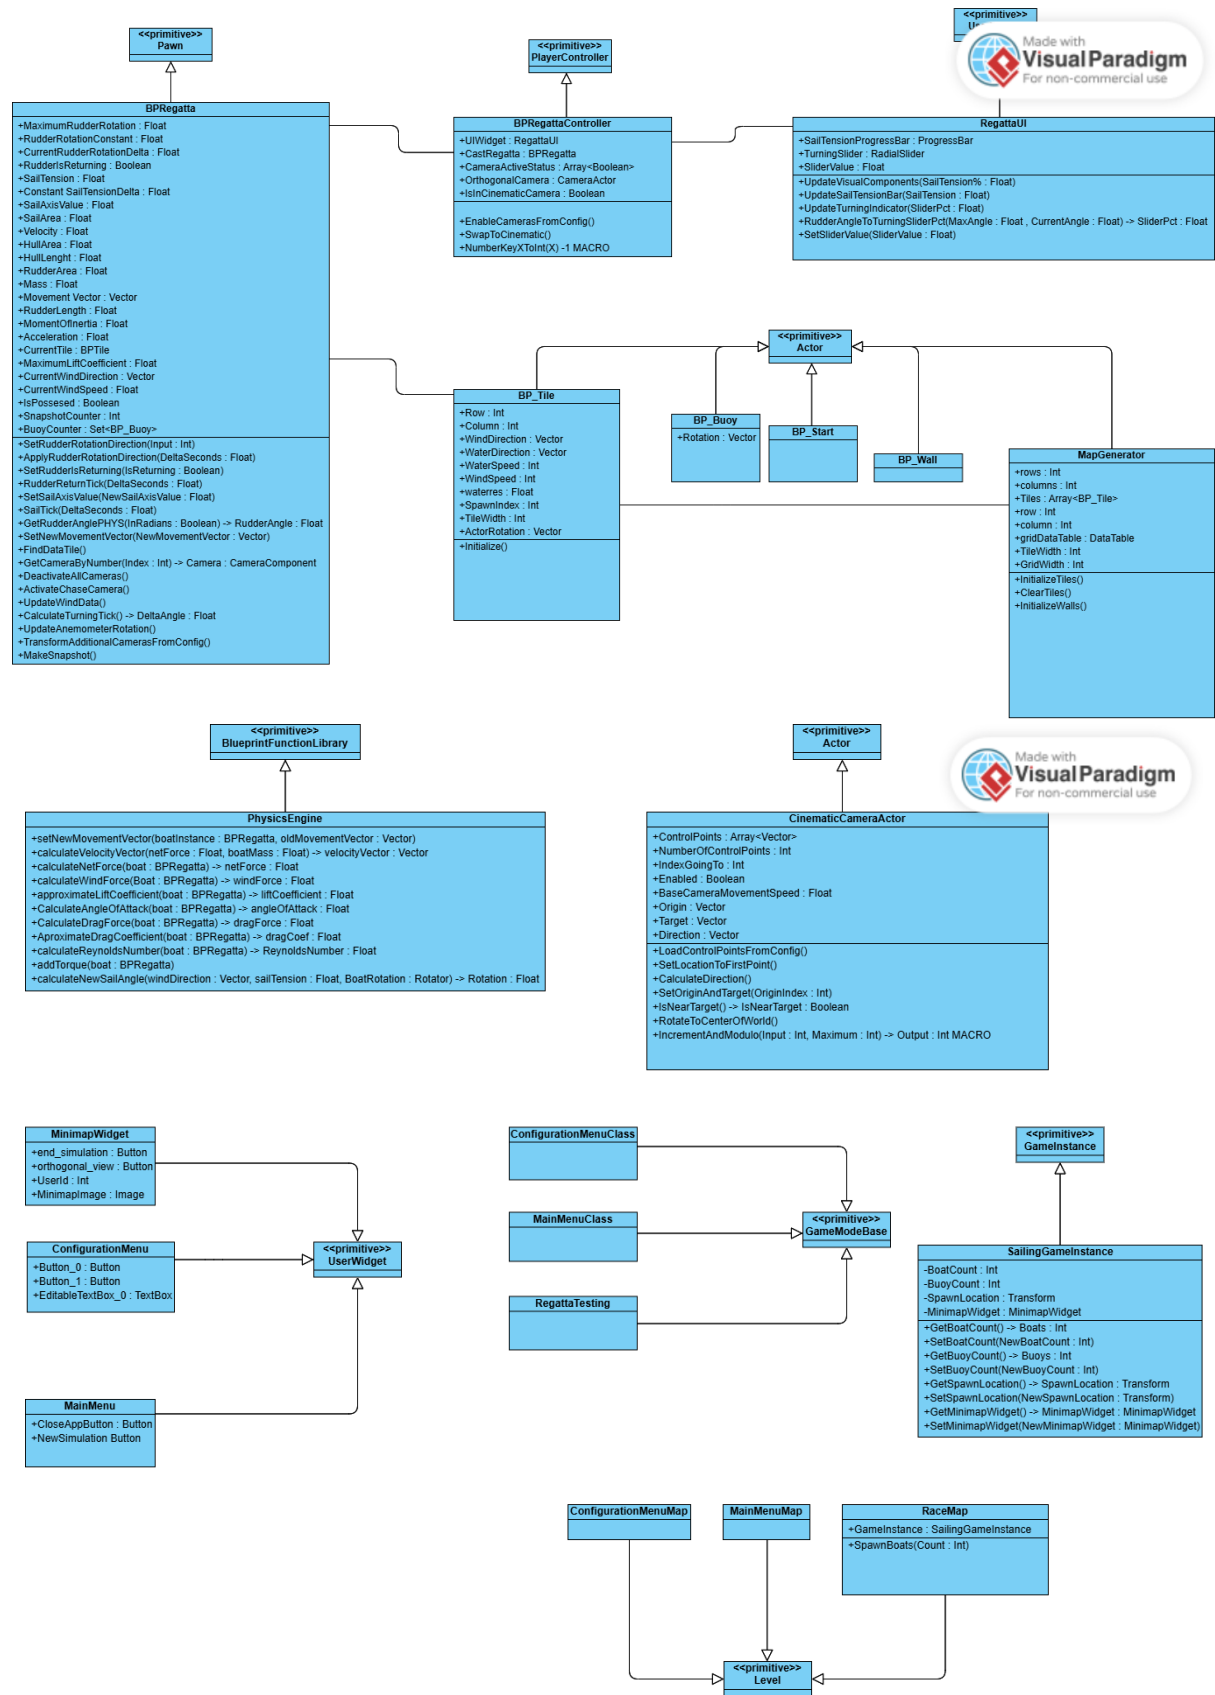 <<primitive>>
Pawn
<<primitive>>
PlayerController
<<primitive>>
Made with
Visual Paradigm
For non-commercial use
BPRegatta
+MaximumRudderRotation : Float
+RudderRotationConstant : Float
+CurrentRudderRotationDelta : Float
+RudderIsReturning : Boolean
+SailTension : Float
+Constant SailTensionDelta : Float
+SailAxisValue : Float
+SailArea : Float
+Velocity : Float
+HullArea : Float
+HullLenght : Float
+RudderArea : Float
+Mass : Float
+Movement Vector : Vector
+RudderLength : Float
+MomentOfInertia : Float
+Acceleration : Float
+CurrentTile : BPTile
+MaximumLiftCoefficient : Float
+CurrentWindDirection : Vector
+CurrentWindSpeed : Float
+IsPossesed : Boolean
+SnapshotCounter : Int
+BuoyCounter : Set<BP_Buoy>
+SetRudderRotationDirection(Input : Int)
+ApplyRudderRotationDirection(DeltaSeconds : Float)
+SetRudderIsReturning(IsReturning : Boolean)
+RudderReturnTick(DeltaSeconds : Float)
+SetSailAxisValue(NewSailAxisValue : Float)
+SailTick(DeltaSeconds : Float)
+GetRudderAnglePHYS(InRadians : Boolean) -> RudderAngle : Float
+SetNewMovementVector(NewMovementVector : Vector)
+FindDataTile()
+GetCameraByNumber(Index : Int) -> Camera : CameraComponent
+DeactivateAllCameras()
+ActivateChaseCamera()
+UpdateWindData()
+CalculateTurningTick() -> DeltaAngle : Float
+UpdateAnemometerRotation()
+TransformAdditionalCamerasFromConfig()
+MakeSnapshot()
BPRegattaController
+UIWidget : RegattaUI
+CastRegatta : BPRegatta
+CameraActiveStatus : Array<Boolean>
+OrthogonalCamera : CameraActor
+IsInCinematicCamera : Boolean
+EnableCamerasFromConfig()
+SwapToCinematic()
+NumberKeyXToInt(X) -1 MACRO
RegattaUI
+SailTensionProgressBar : ProgressBar
+TurningSlider : RadialSlider
+SliderValue : Float
+UpdateVisualComponents(SailTension% : Float)
+UpdateSailTensionBar(SailTension : Float)
+UpdateTurningIndicator(SliderPct : Float)
+RudderAngleToTurningSliderPct(MaxAngle : Float , CurrentAngle : Float) -> SliderPct : Float
+SetSliderValue(SliderValue : Float)
<<primitive>>
Actor
BP_Tile
+Row : Int
+Column : Int
+WindDirection : Vector
+WaterDirection : Vector
+WaterSpeed : Int
+WindSpeed : Int
+waterres : Float
+SpawnIndex : Int
+TileWidth : Int
+ActorRotation : Vector
+Initialize()
BP_Buoy
+Rotation : Vector
BP_Start
BP_Wall
MapGenerator
+rows : Int
+columns : Int
+Tiles : Array<BP_Tile>
+row : Int
+column : Int
+gridDataTable : DataTable
+TileWidth : Int
+GridWidth : Int
+InitializeTiles()
+ClearTiles()
+InitializeWalls()
<<primitive>>
BlueprintFunctionLibrary
<<primitive>>
Actor
Made with
Visual Paradigm
For non-commercial use
PhysicsEngine
+setNewMovementVector(boatInstance : BPRegatta, oldMovementVector : Vector)
+calculateVelocityVector(netForce : Float, boatMass : Float) -> velocityVector : Vector
+calculateNetForce(boat : BPRegatta) -> netForce : Float
+calculateWindForce(Boat : BPRegatta) -> windForce : Float
+approximateLiftCoefficient(boat : BPRegatta) -> liftCoefficient : Float
+CalculateAngleOfAttack(boat : BPRegatta) -> angleOfAttack : Float
+CalculateDragForce(boat : BPRegatta) -> dragForce : Float
+AproximateDragCoefficient(boat : BPRegatta) -> dragCoef : Float
+calculateReynoldsNumber(boat : BPRegatta) -> ReynoldsNumber : Float
+addTorque(boat : BPRegatta)
+calculateNewSailAngle(windDirection : Vector, sailTension : Float, BoatRotation : Rotator) -> Rotation : Float
CinematicCameraActor
+ControlPoints : Array<Vector>
+NumberOfControlPoints : Int
+IndexGoingTo : Int
+Enabled : Boolean
+BaseCameraMovementSpeed : Float
+Origin : Vector
+Target : Vector
+Direction : Vector
+LoadControlPointsFromConfig()
+SetLocationToFirstPoint()
+CalculateDirection()
+SetOriginAndTarget(OriginIndex : Int)
+IsNearTarget() -> IsNearTarget : Boolean
+RotateToCenterOfWorld()
+IncrementAndModulo(Input : Int, Maximum : Int) -> Output : Int MACRO
MinimapWidget
+end_simulation : Button
+orthogonal_view : Button
+UserId : Int
+MinimapImage : Image
ConfigurationMenu
+Button_0 : Button
+Button_1 : Button
+EditableTextBox_0 : TextBox
<<primitive>>
UserWidget
MainMenu
+CloseAppButton : Button
+NewSimulation Button
ConfigurationMenuClass
MainMenuClass
<<primitive>>
GameModeBase
RegattaTesting
<<primitive>>
GameInstance
SailingGameInstance
-BoatCount : Int
-BuoyCount : Int
-SpawnLocation : Transform
-MinimapWidget : MinimapWidget
+GetBoatCount() -> Boats : Int
+SetBoatCount(NewBoatCount : Int)
+GetBuoyCount() -> Buoys : Int
+SetBuoyCount(NewBuoyCount : Int)
+GetSpawnLocation() -> SpawnLocation : Transform
+SetSpawnLocation(NewSpawnLocation : Transform)
+GetMinimapWidget() -> MinimapWidget : MinimapWidget
+SetMinimapWidget(NewMinimapWidget : MinimapWidget)
ConfigurationMenuMap
MainMenuMap
RaceMap
+GameInstance : SailingGameInstance
+SpawnBoats(Count : Int)
<<primitive>>
Level